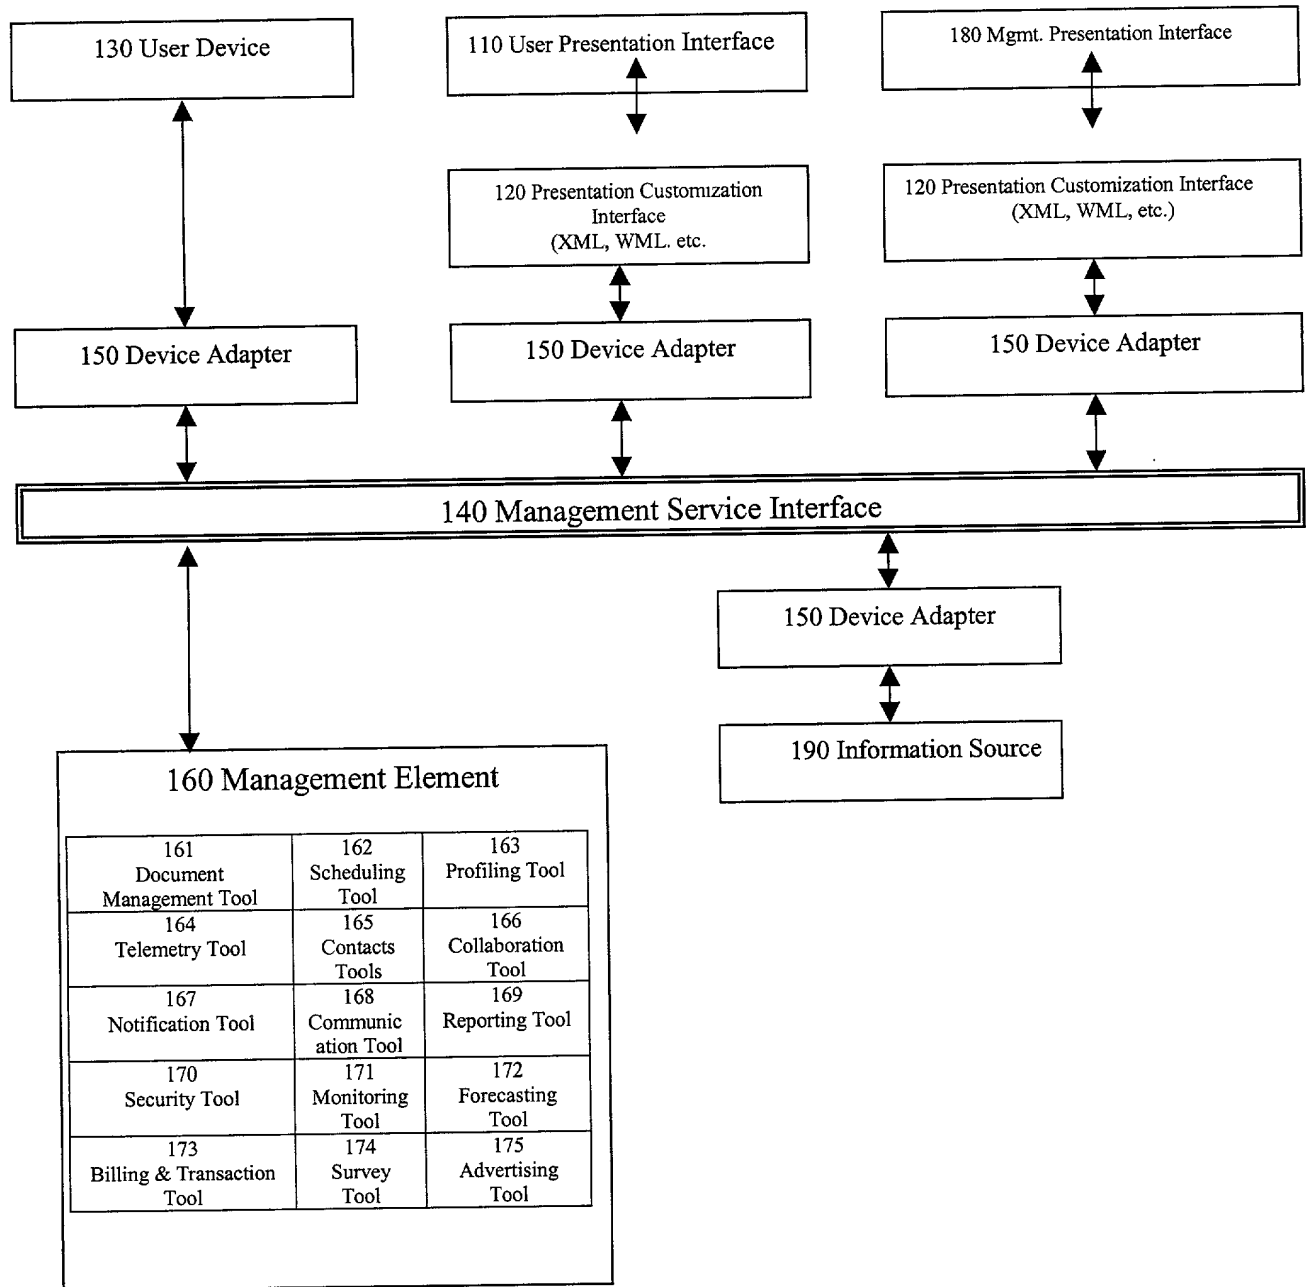 130 User Device
110 User Presentation Interface
180 Mgmt. Presentation Interface
120 Presentation Customization
Interface
(XML, WML. etc.
120 Presentation Customization Interface
(XML, WML, etc.)
150 Device Adapter
150 Device Adapter
150 Device Adapter
140 Management Service Interface
150 Device Adapter
190 Information Source
160 Management Element
161
Document
Management Tool
162
Scheduling
Tool
163
Profiling Tool
164
Telemetry Tool
165
Contacts
Tools
166
Collaboration
Tool
167
Notification Tool
168
Communic
ation Tool
169
Reporting Tool
170
Security Tool
171
Monitoring
Tool
172
Forecasting
Tool
173
Billing & Transaction
Tool
174
Survey
Tool
175
Advertising
Tool